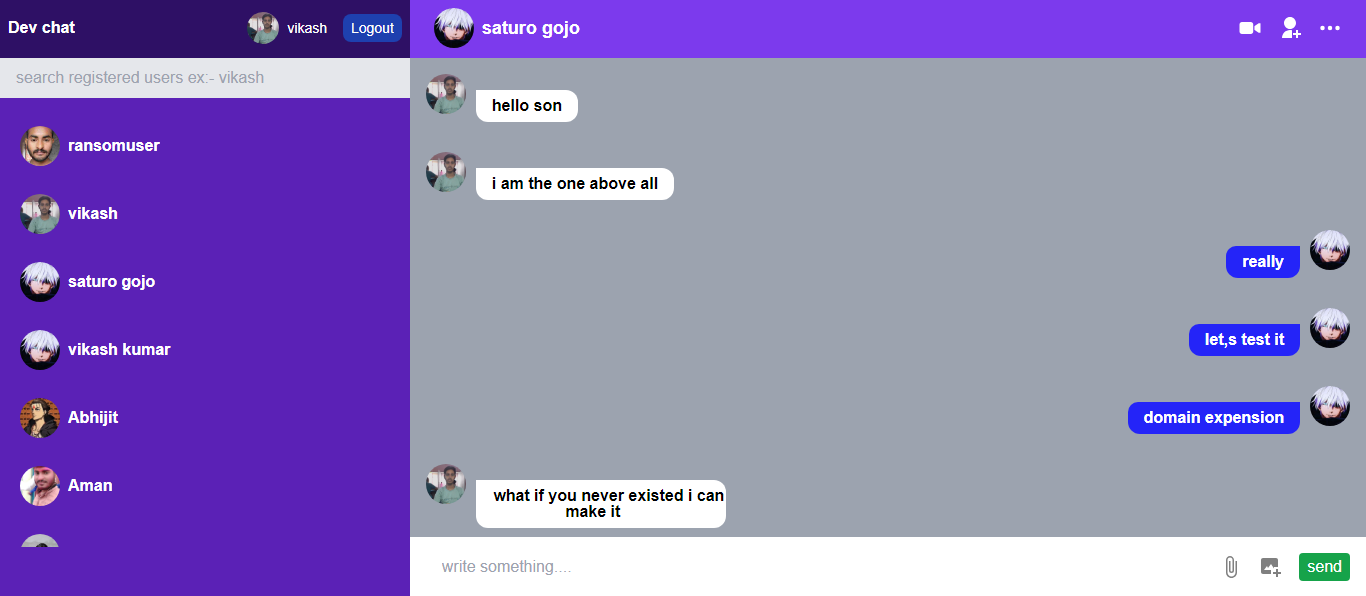 Dev chat
vikash
Logout
search registered users ex:- vikash
ransomuser
vikash
saturo gojo
vikash kumar
Abhijit
Aman
saturo gojo
hello son
i am the one above all
really
let,s test it
domain expension
what if you never existed i can
make it
write something....
send